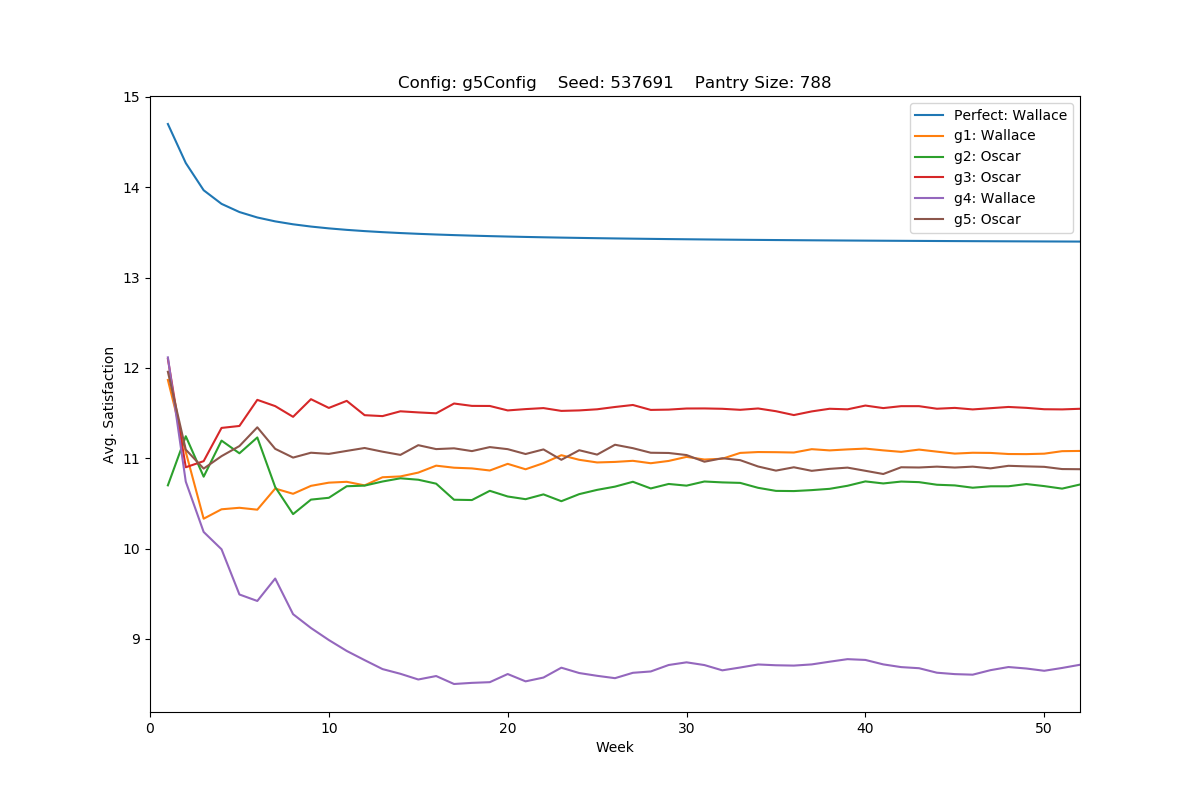 Config: g5Config    Seed: 537691    Pantry Size: 788
15
14
13
12
11
10
9
Avg. Satisfaction
Perfect: Wallace
g1: Wallace
g2: Oscar
g3: Oscar
g4: Wallace
g5: Oscar
0 10 20 30 40 50
Week